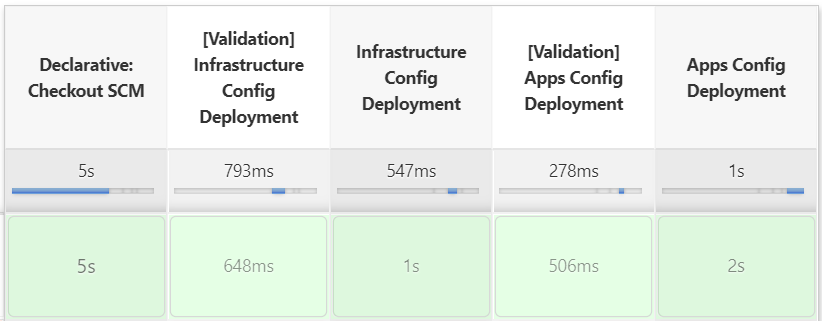 Declarative:
Checkout SCM
[Validation]
Infrastructure
Config
Deployment
Infrastructure
Config
Deployment
[Validation]
Apps Config
Deployment
Apps Config
Deployment
5s
793ms
547ms
278ms
1s
5s
648ms
1s
506ms
2s